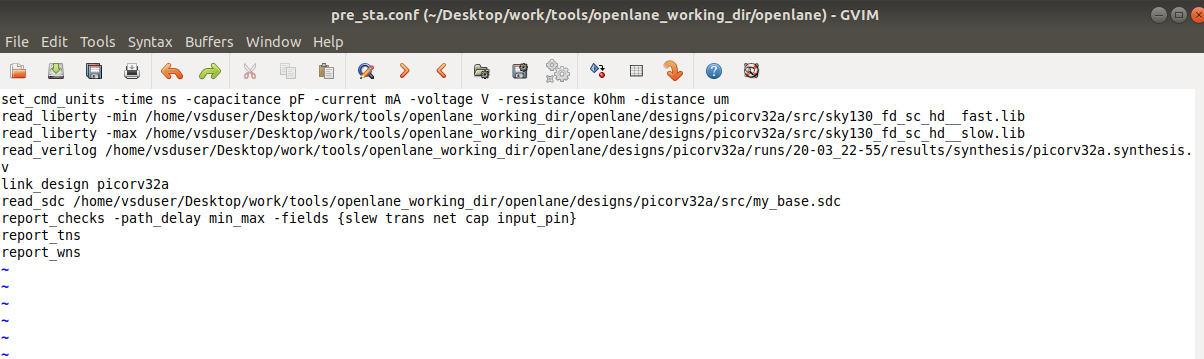 pre_sta.conf (~/Desktop/work/tools/openlane_working_dir/openlane) - GVIM
File Edit Tools Syntax Buffers Window Help
set_cmd_units -time ns -capacitance pF -current mA -voltage V -resistance kOhm -distance um
read_liberty -min /home/vsduser/Desktop/work/tools/openlane_working_dir/openlane/designs/picorv32a/src/sky130_fd_sc_hd__fast.lib
read_liberty -max /home/vsduser/Desktop/work/tools/openlane_working_dir/openlane/designs/picorv32a/src/sky130_fd_sc_hd__slow.lib
read_verilog /home/vsduser/Desktop/work/tools/openlane_working_dir/openlane/designs/picorv32a/runs/20-03_22-55/results/synthesis/picorv32a.synthesis.
v
link_design picorv32a
read_sdc /home/vsduser/Desktop/work/tools/openlane_working_dir/openlane/designs/picorv32a/src/my_base.sdc
report_checks -path_delay min_max -fields {slew trans net cap input_pin}
report_tns
report_wns
~
~
~
~
~
~